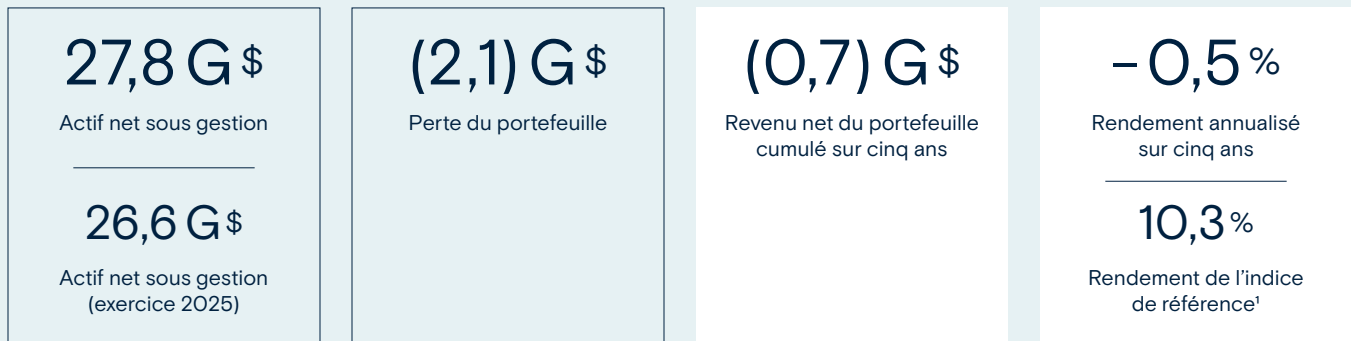 27,8 G $
Actif net sous gestion
26,6 G $
Actif net sous gestion
(exercice 2025)
(2,1) G $
Perte du portefeuille
(0,7) G $
Revenu net du portefeuille
cumulé sur cinq ans
– 0,5 %
Rendement annualisé
sur cinq ans
10,3 %
Rendement de l’indice
de référence¹